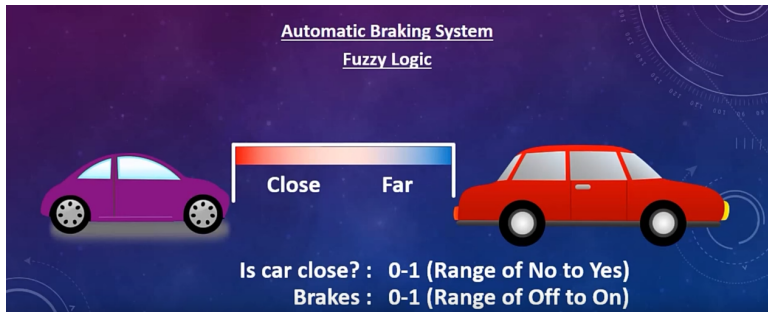 Automatic Braking System
Fuzzy Logic
Close Far
Is car close? : 0-1 (Range of No to Yes)
Brakes : 0-1 (Range of Off to On)